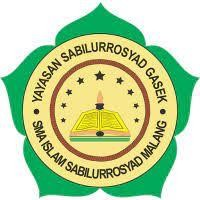 YAYASAN SABILURROSYAD GASEK
SMA ISLAM SABILURROSYAD MALANG